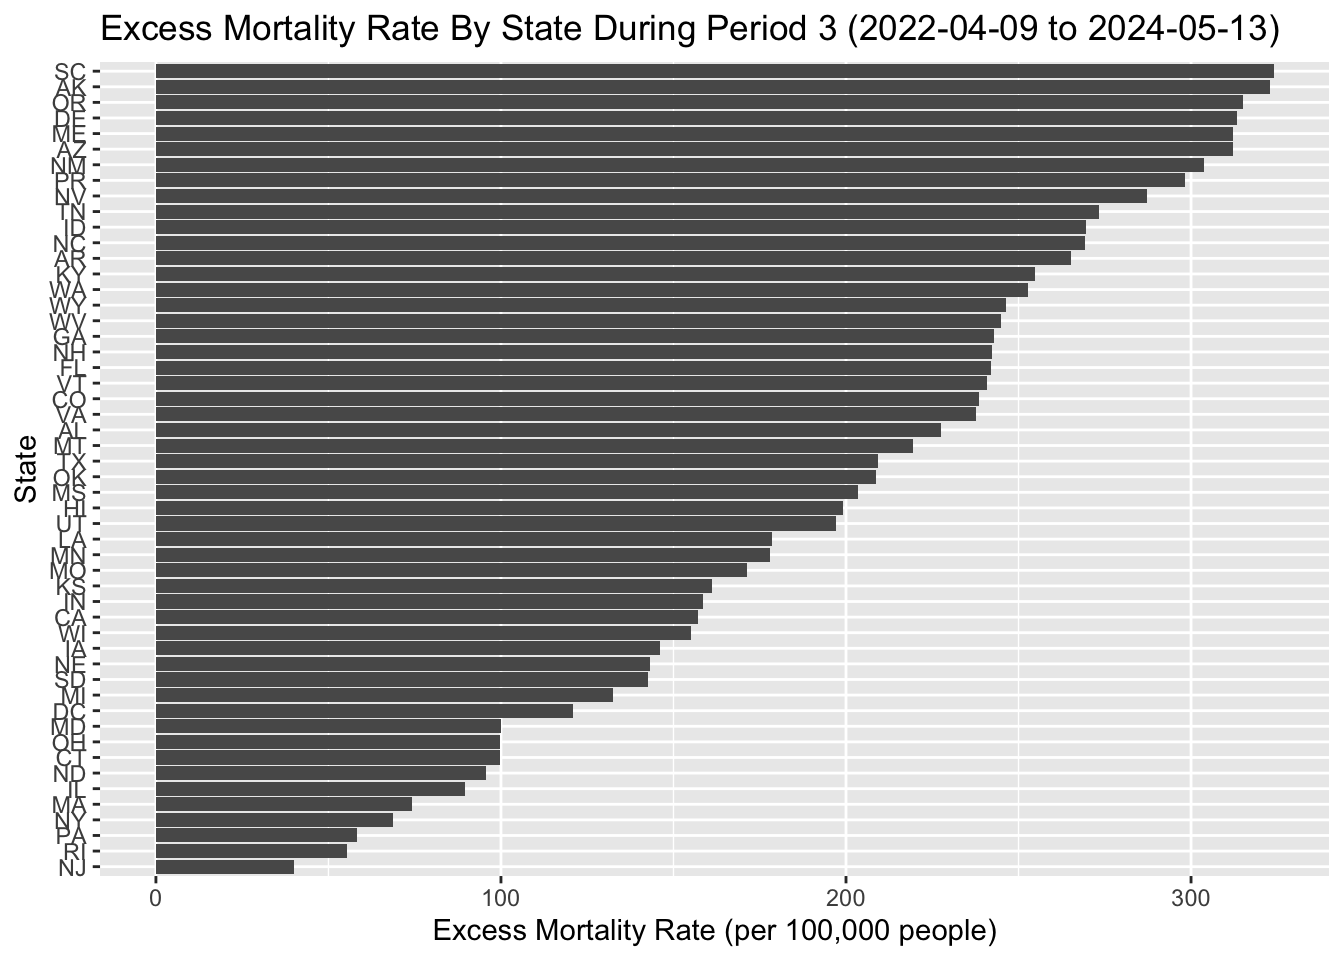 Excess Mortality Rate By State During Period 3 (2022-04-09 to 2024-05-13)
SC
AK
OR
DE
ME
AZ
NM
PR
NV
TN
ID
NC
AR
KY
WA
WY
WV
GA
NH
FL
VT
CO
VA
AL
MT
TX
OK
MS
HI
UT
LA
MN
MO
KS
IN
CA
WI
IA
NE
SD
MI
DC
MD
OH
CT
ND
IL
MA
NY
PA
RI
NJ
State
0 100 200 300
Excess Mortality Rate (per 100,000 people)